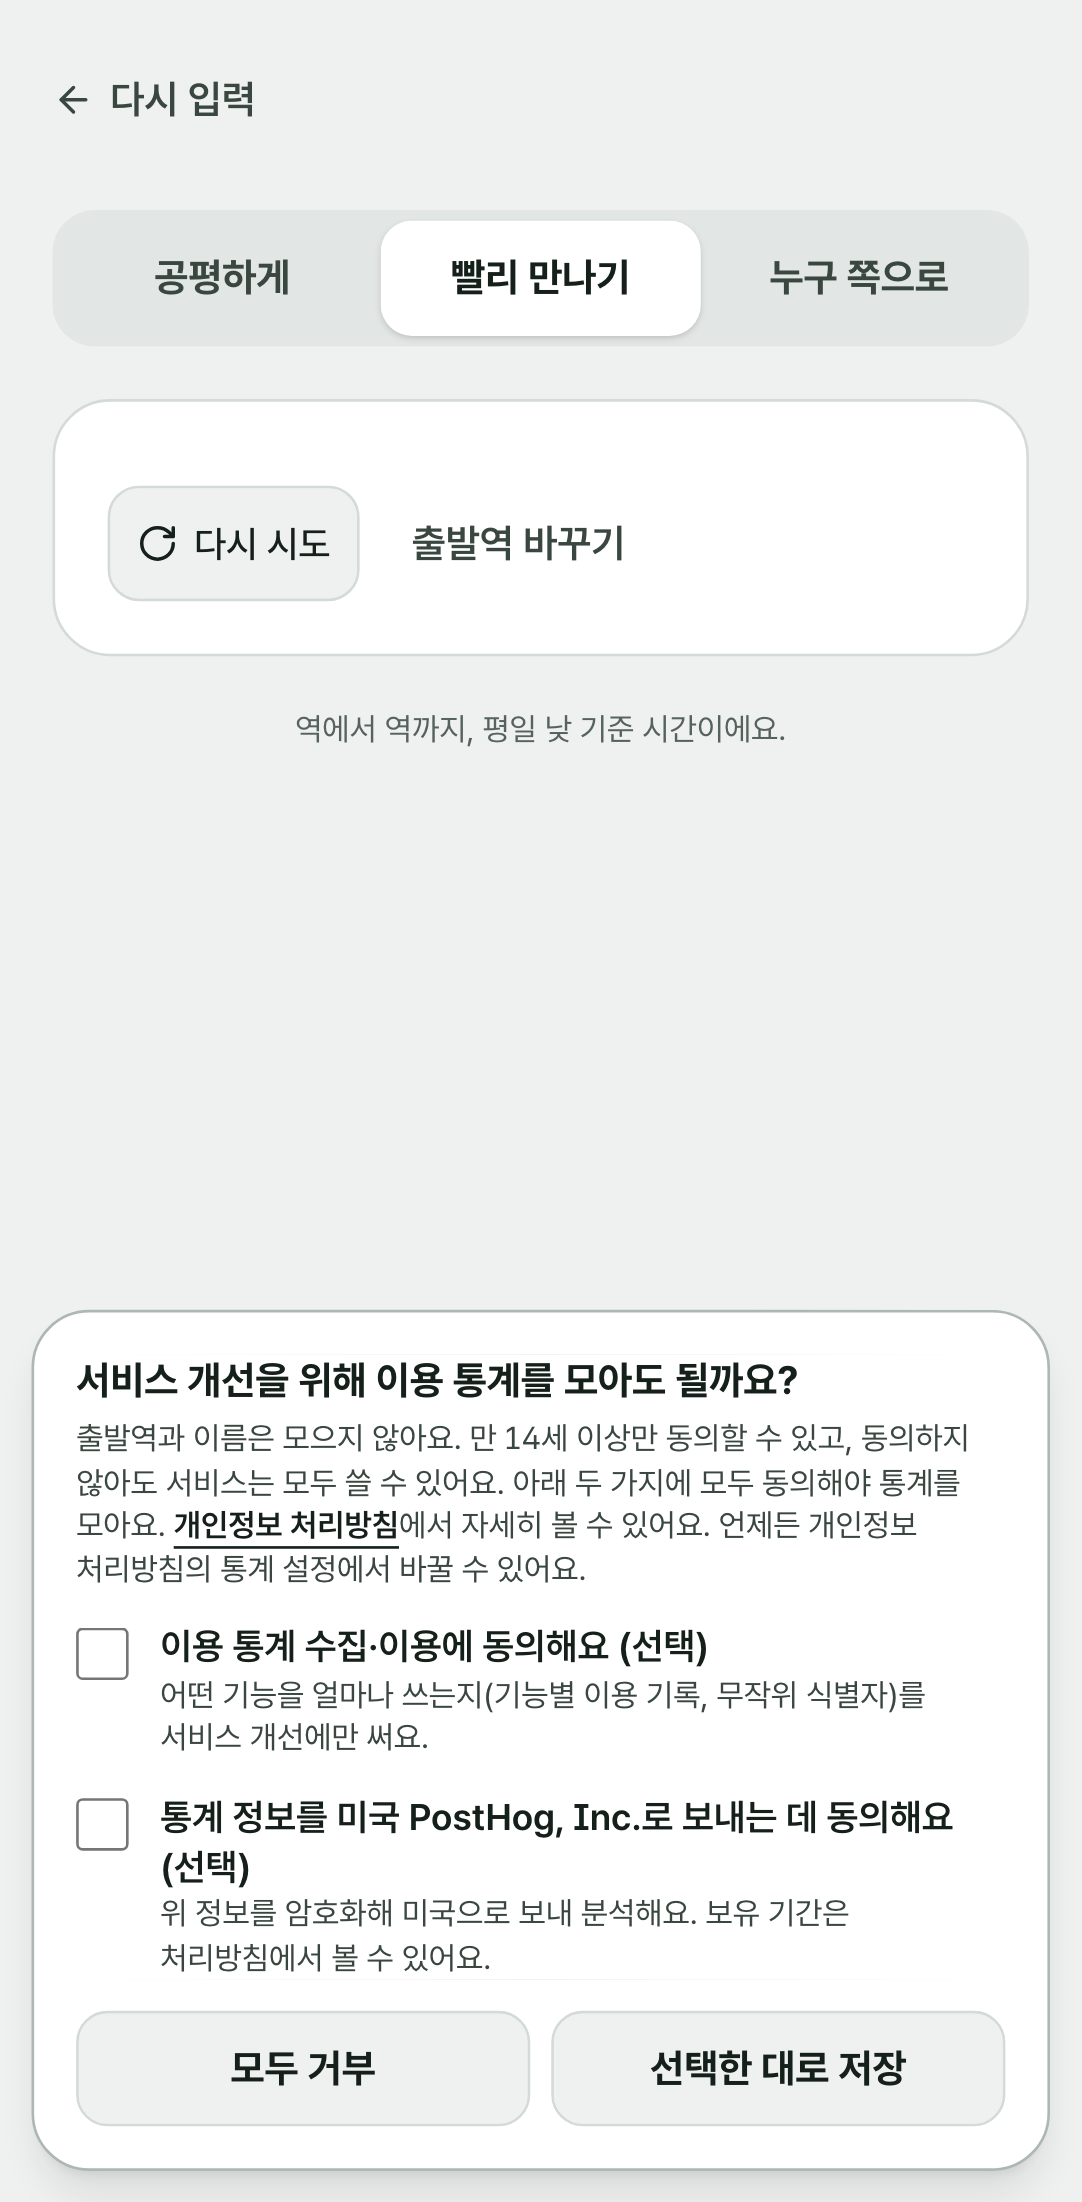 다시 입력
공평하게
빨리 만나기
누구 쪽으로
다시 시도
출발역 바꾸기
역에서 역까지, 평일 낮 기준 시간이에요.
서비스 개선을 위해 이용 통계를 모아도 될까요?
출발역과 이름은 모으지 않아요. 만 14세 이상만 동의할 수 있고, 동의하지
않아도 서비스는 모두 쓸 수 있어요. 아래 두 가지에 모두 동의해야 통계를
모아요. 개인정보 처리방침에서 자세히 볼 수 있어요. 언제든 개인정보
처리방침의 통계 설정에서 바꿀 수 있어요.
이용 통계 수집·이용에 동의해요 (선택)
어떤 기능을 얼마나 쓰는지(기능별 이용 기록, 무작위 식별자)를
서비스 개선에만 써요.
통계 정보를 미국 PostHog, Inc.로 보내는 데 동의해요
(선택)
위 정보를 암호화해 미국으로 보내 분석해요. 보유 기간은
처리방침에서 볼 수 있어요.
모두 거부
선택한 대로 저장